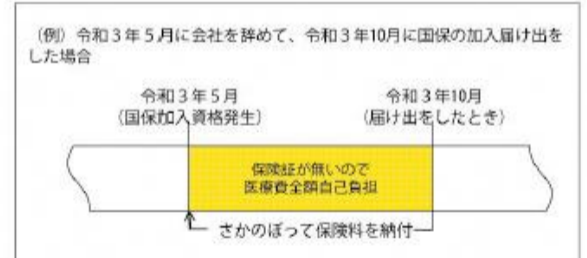 （例）令和３年５月に会社を辞めて、令和３年10月に国保の加入届け出を
した場合
令和３年５月
（国保加入資格発生）
令和３年10月
（届け出をしたとき）
保険証が無いので
医療費全額自己負担
さかのぼって保険料を納付